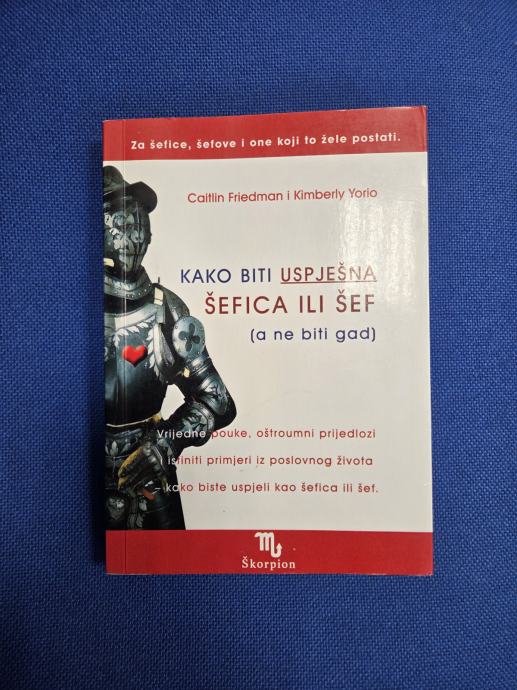 Za šefice, šefove i one koji to žele postati.
Caitlin Friedman i Kimberly Yorio
KAKO BITI USPJEŠNA
ŠEFICA ILI ŠEF
(a ne biti gad)
Vrijedne pouke, oštroumni prijedlozi
istiniti primjeri iz poslovnog života
– kako biste uspjeli kao šefica ili šef.
Škorpion